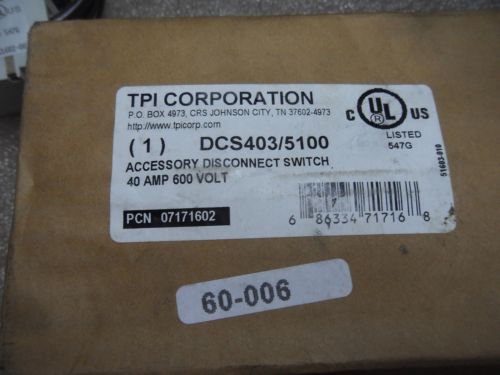 TPI CORPORATION
P.O. BOX 4973, CRS JOHNSON CITY, TN 37602-4973
http://www.tpicorp.com
C UL ® US
LISTED
547G
(1) DCS403/5100
ACCESSORY DISCONNECT SWITCH
40 AMP 600 VOLT
PCN 07171602
6 86334 71716 8
51603-010
60-006